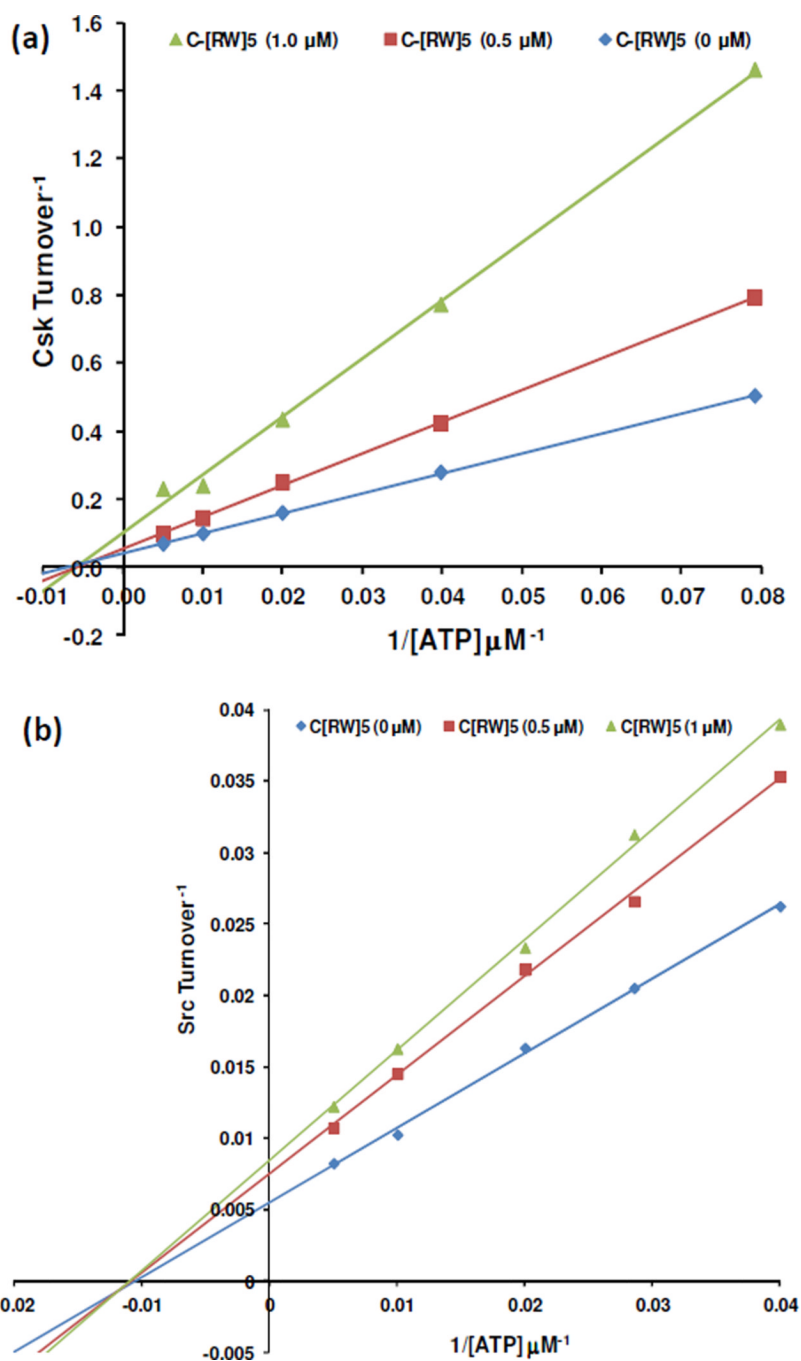 (a)
C-[RW]5 (1.0 µM) C-[RW]5 (0.5 µM) C-[RW]5 (0 µM)
1.6
1.4
1.2
1.0
0.8
0.6
0.4
0.2
0.0
-0.2
Csk Turnover-1
-0.01 0.00 0.01 0.02 0.03 0.04 0.05 0.06 0.07 0.08
1/[ATP] µM-1
(b)
C[RW]5 (0 µM) C[RW]5 (0.5 µM) C[RW]5 (1 µM)
0.04
0.035
0.03
0.025
0.02
0.015
0.01
0.005
0
-0.005
Src Turnover-1
0.02 -0.01 0 0.01 0.02 0.03 0.04
1/[ATP] µM-1